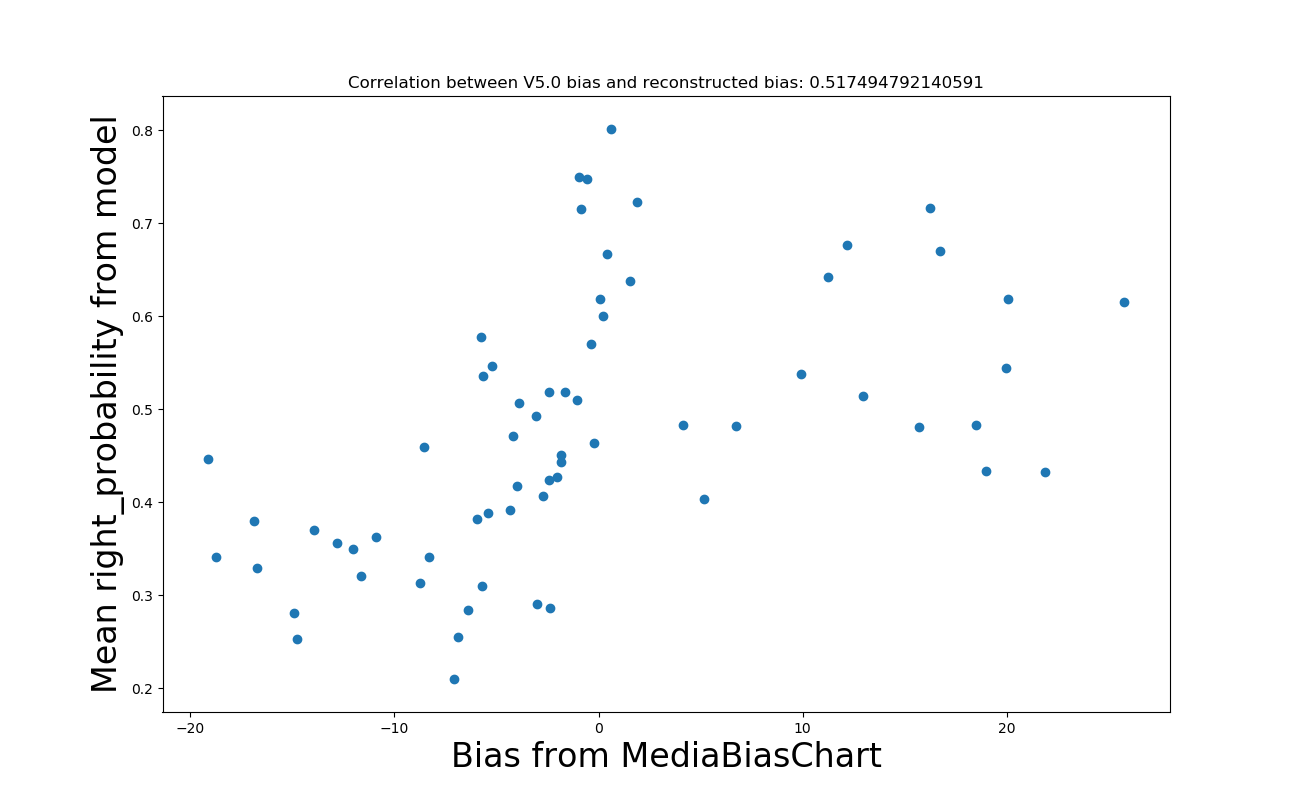 Correlation between V5.0 bias and reconstructed bias: 0.517494792140591
Mean right_probability from model
0.8
0.7
0.6
0.5
0.4
0.3
0.2
−20 −10 0 10 20
Bias from MediaBiasChart